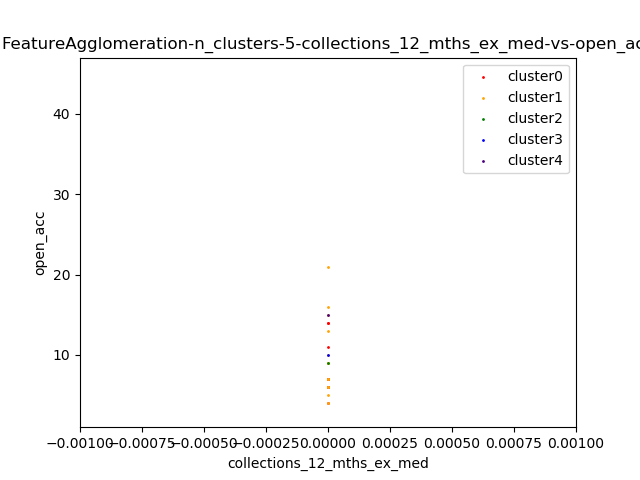 FeatureAgglomeration-n_clusters-5-collections_12_mths_ex_med-vs-open_ac
cluster0
cluster1
cluster2
cluster3
cluster4
40
30
20
10
open_acc
−0.00100 −0.00075 −0.00050 −0.00025 0.00000 0.00025 0.00050 0.00075 0.00100
collections_12_mths_ex_med